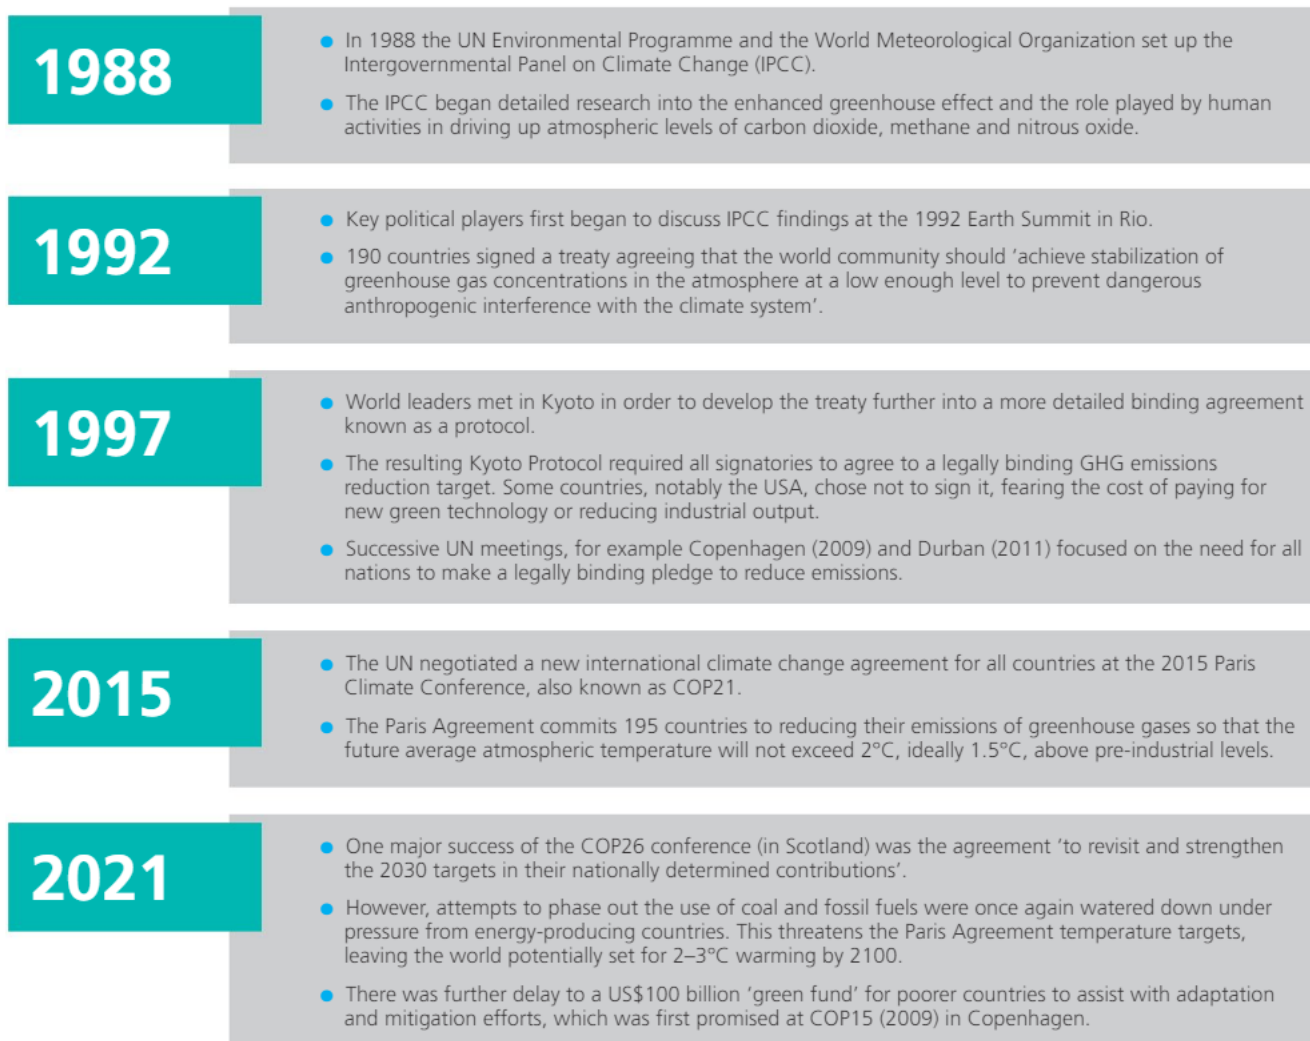 1988
In 1988 the UN Environmental Programme and the World Meteorological Organization set up the
Intergovernmental Panel on Climate Change (IPCC).
The IPCC began detailed research into the enhanced greenhouse effect and the role played by human
activities in driving up atmospheric levels of carbon dioxide, methane and nitrous oxide.
1992
Key political players first began to discuss IPCC findings at the 1992 Earth Summit in Rio.
190 countries signed a treaty agreeing that the world community should ‘achieve stabilization of
greenhouse gas concentrations in the atmosphere at a low enough level to prevent dangerous
anthropogenic interference with the climate system’.
1997
World leaders met in Kyoto in order to develop the treaty further into a more detailed binding agreement
known as a protocol.
The resulting Kyoto Protocol required all signatories to agree to a legally binding GHG emissions
reduction target. Some countries, notably the USA, chose not to sign it, fearing the cost of paying for
new green technology or reducing industrial output.
Successive UN meetings, for example Copenhagen (2009) and Durban (2011) focused on the need for all
nations to make a legally binding pledge to reduce emissions.
2015
The UN negotiated a new international climate change agreement for all countries at the 2015 Paris
Climate Conference, also known as COP21.
The Paris Agreement commits 195 countries to reducing their emissions of greenhouse gases so that the
future average atmospheric temperature will not exceed 2°C, ideally 1.5°C, above pre-industrial levels.
2021
One major success of the COP26 conference (in Scotland) was the agreement ‘to revisit and strengthen
the 2030 targets in their nationally determined contributions’.
However, attempts to phase out the use of coal and fossil fuels were once again watered down under
pressure from energy-producing countries. This threatens the Paris Agreement temperature targets,
leaving the world potentially set for 2–3°C warming by 2100.
There was further delay to a US$100 billion ‘green fund’ for poorer countries to assist with adaptation
and mitigation efforts, which was first promised at COP15 (2009) in Copenhagen.